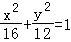 x²/16 + y²/12 = 1